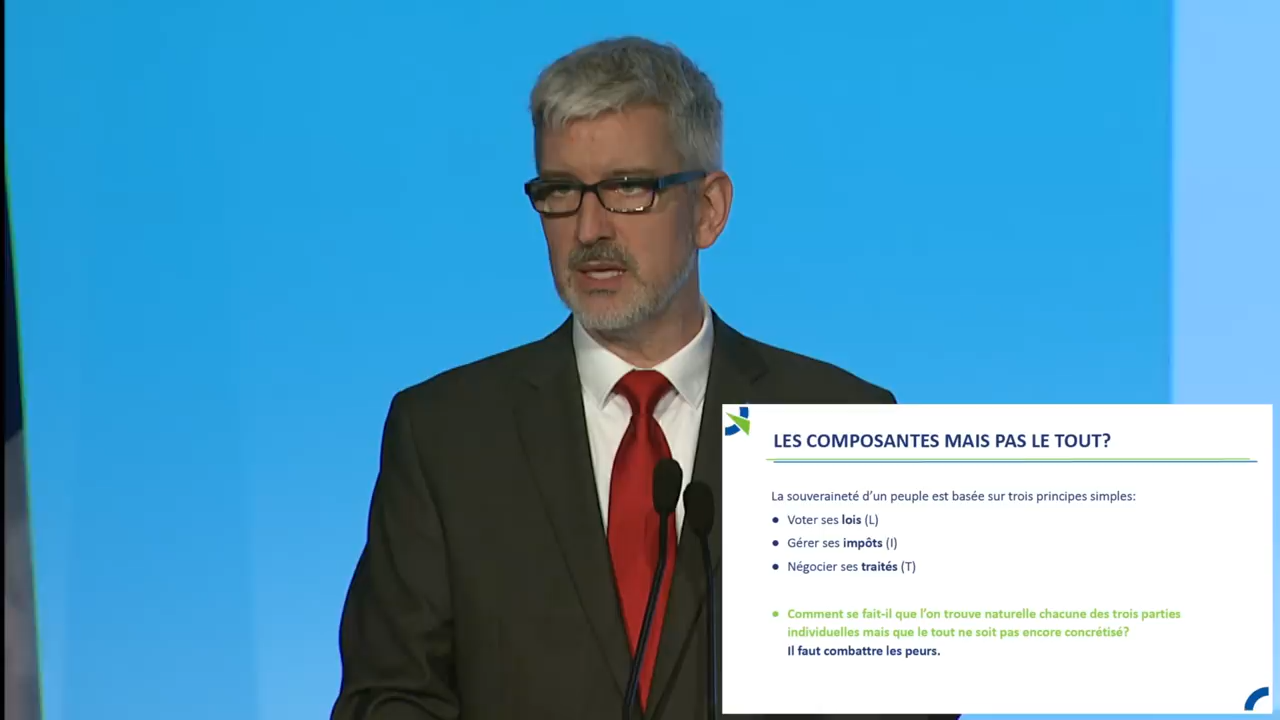 LES COMPOSANTES MAIS PAS LE TOUT?
La souveraineté d'un peuple est basée sur trois principes simples:
● Voter ses lois (L)
● Gérer ses impôts (I)
● Négocier ses traités (T)
● Comment se fait-il que l'on trouve naturelle chacune des trois parties
individuelles mais que le tout ne soit pas encore concrétisé?
Il faut combattre les peurs.